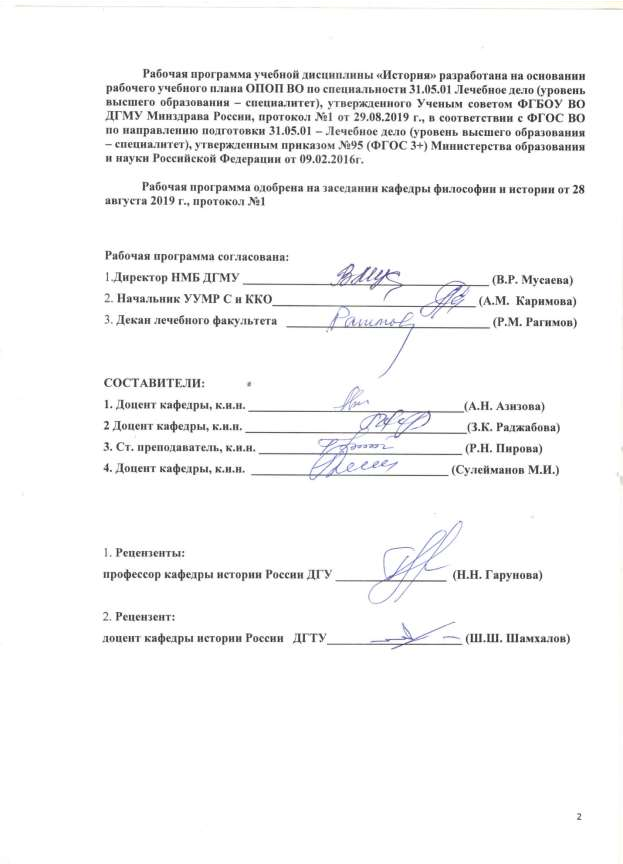 Рабочая программа учебной дисциплины «История» разработана на основании
рабочего учебного плана ОПОП ВО по специальности 31.05.01 Лечебное дело (уровень
высшего образования – специалитет), утвержденного Ученым советом ФГБОУ ВО
ДГМУ Минздрава России, протокол №1 от 29.08.2019 г., в соответствии с ФГОС ВО
по направлению подготовки 31.05.01 – Лечебное дело (уровень высшего образования
– специалитет), утвержденным приказом №95 (ФГОС 3+) Министерства образования
и науки Российской Федерации от 09.02.2016г.
Рабочая программа одобрена на заседании кафедры философии и истории от 28
августа 2019 г., протокол №1
Рабочая программа согласована:
1.Директор НМБ ДГМУ (В.Р. Мусаева)
2. Начальник УУМР С и ККО (А.М. Каримова)
3. Декан лечебного факультета Рагимов (Р.М. Рагимов)
СОСТАВИТЕЛИ:
1. Доцент кафедры, к.и.н. (А.Н. Азизова)
2 Доцент кафедры, к.и.н. (З.К. Раджабова)
3. Ст. преподаватель, к.и.н. (Р.Н. Пирова)
4. Доцент кафедры, к.и.н. (Сулейманов М.И.)
1. Рецензенты:
профессор кафедры истории России ДГУ (Н.Н. Гарунова)
2. Рецензент:
доцент кафедры истории России ДГТУ (Ш.Ш. Шамхалов)
2